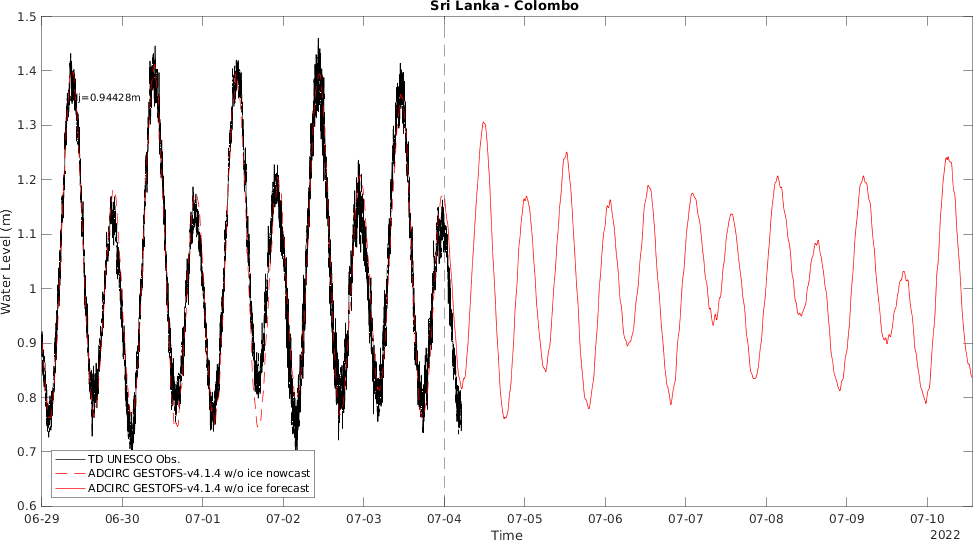 Sri Lanka - Colombo
1.5
1.4
1.3
1.2
1.1
1
0.9
0.8
0.7
0.6
Water Level (m)
j=0.94428m
TD UNESCO Obs.
ADCIRC GESTOFS-v4.1.4 w/o ice nowcast
ADCIRC GESTOFS-v4.1.4 w/o ice forecast
06-29 06-30 07-01 07-02 07-03 07-04 07-05 07-06 07-07 07-08 07-09 07-10
Time
2022